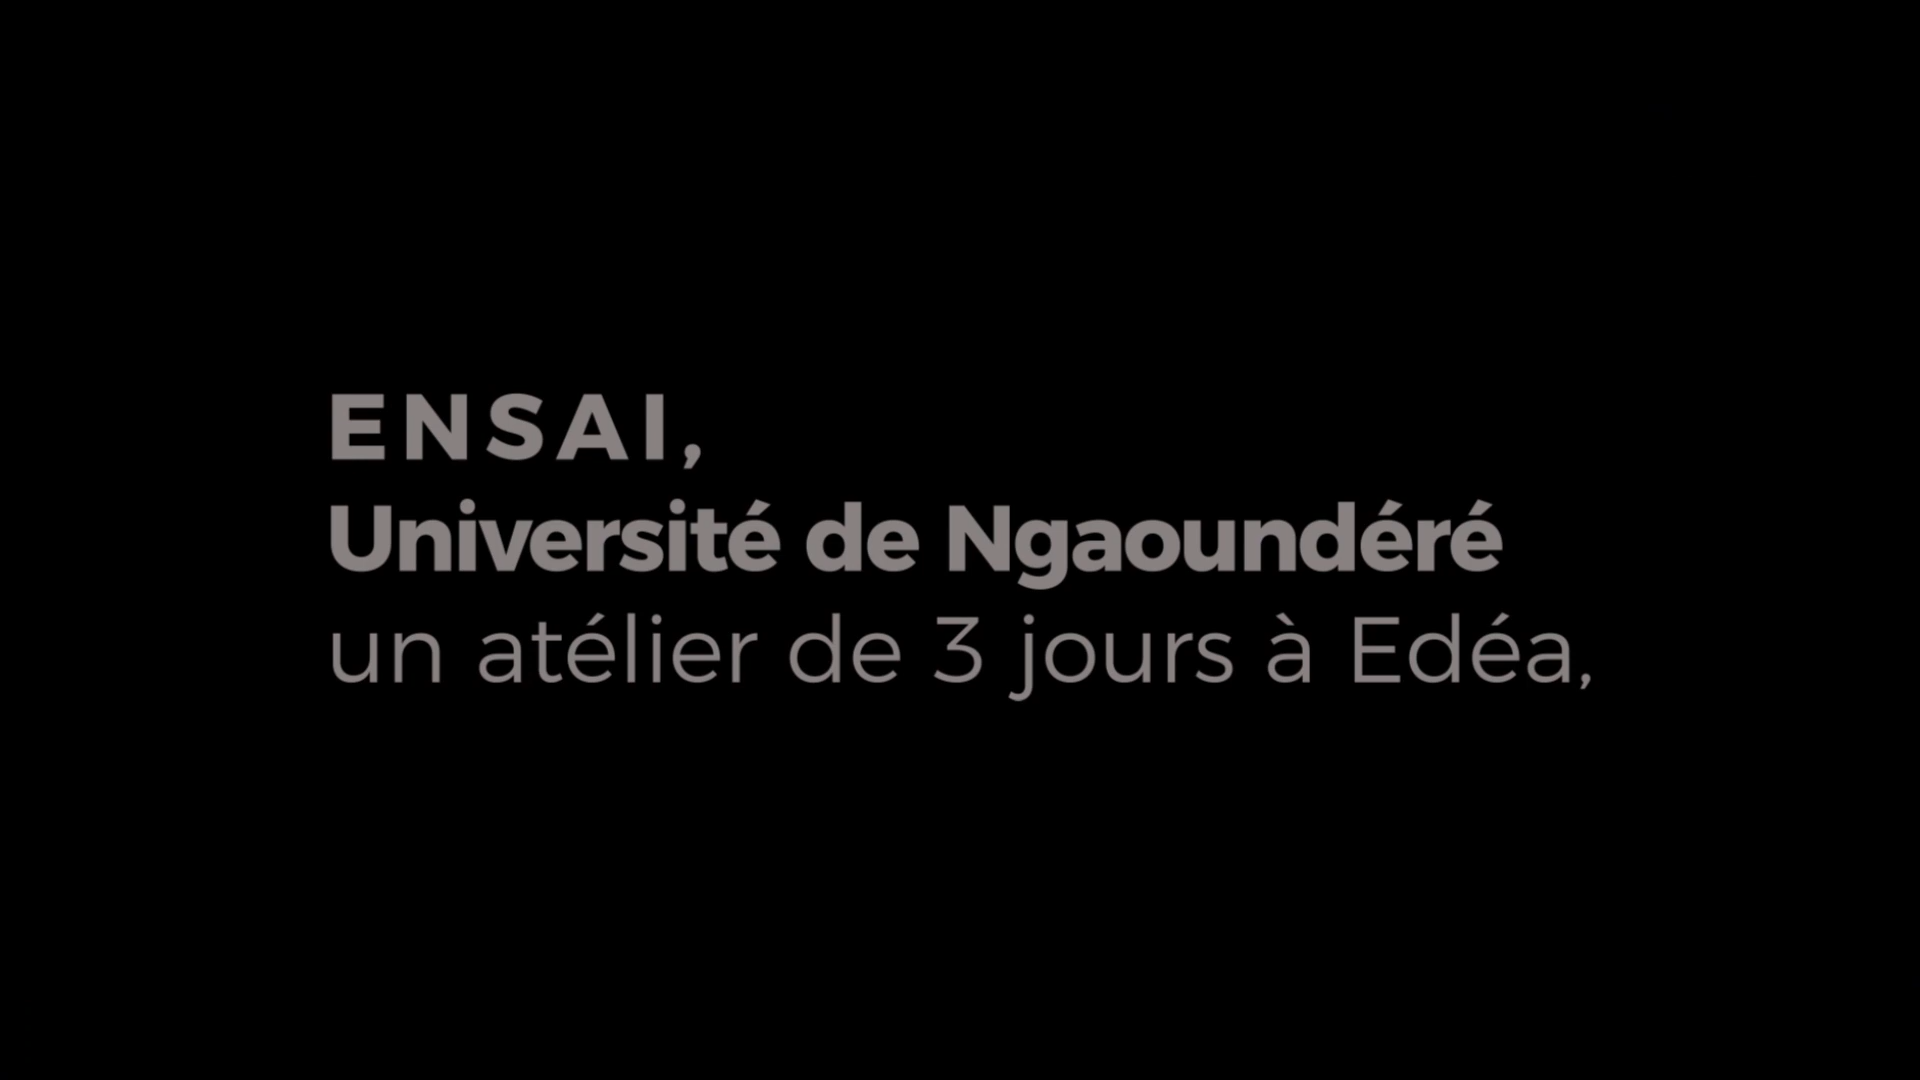 ENSAI,
Université de Ngaoundéré
un atélier de 3 jours à Edéa,